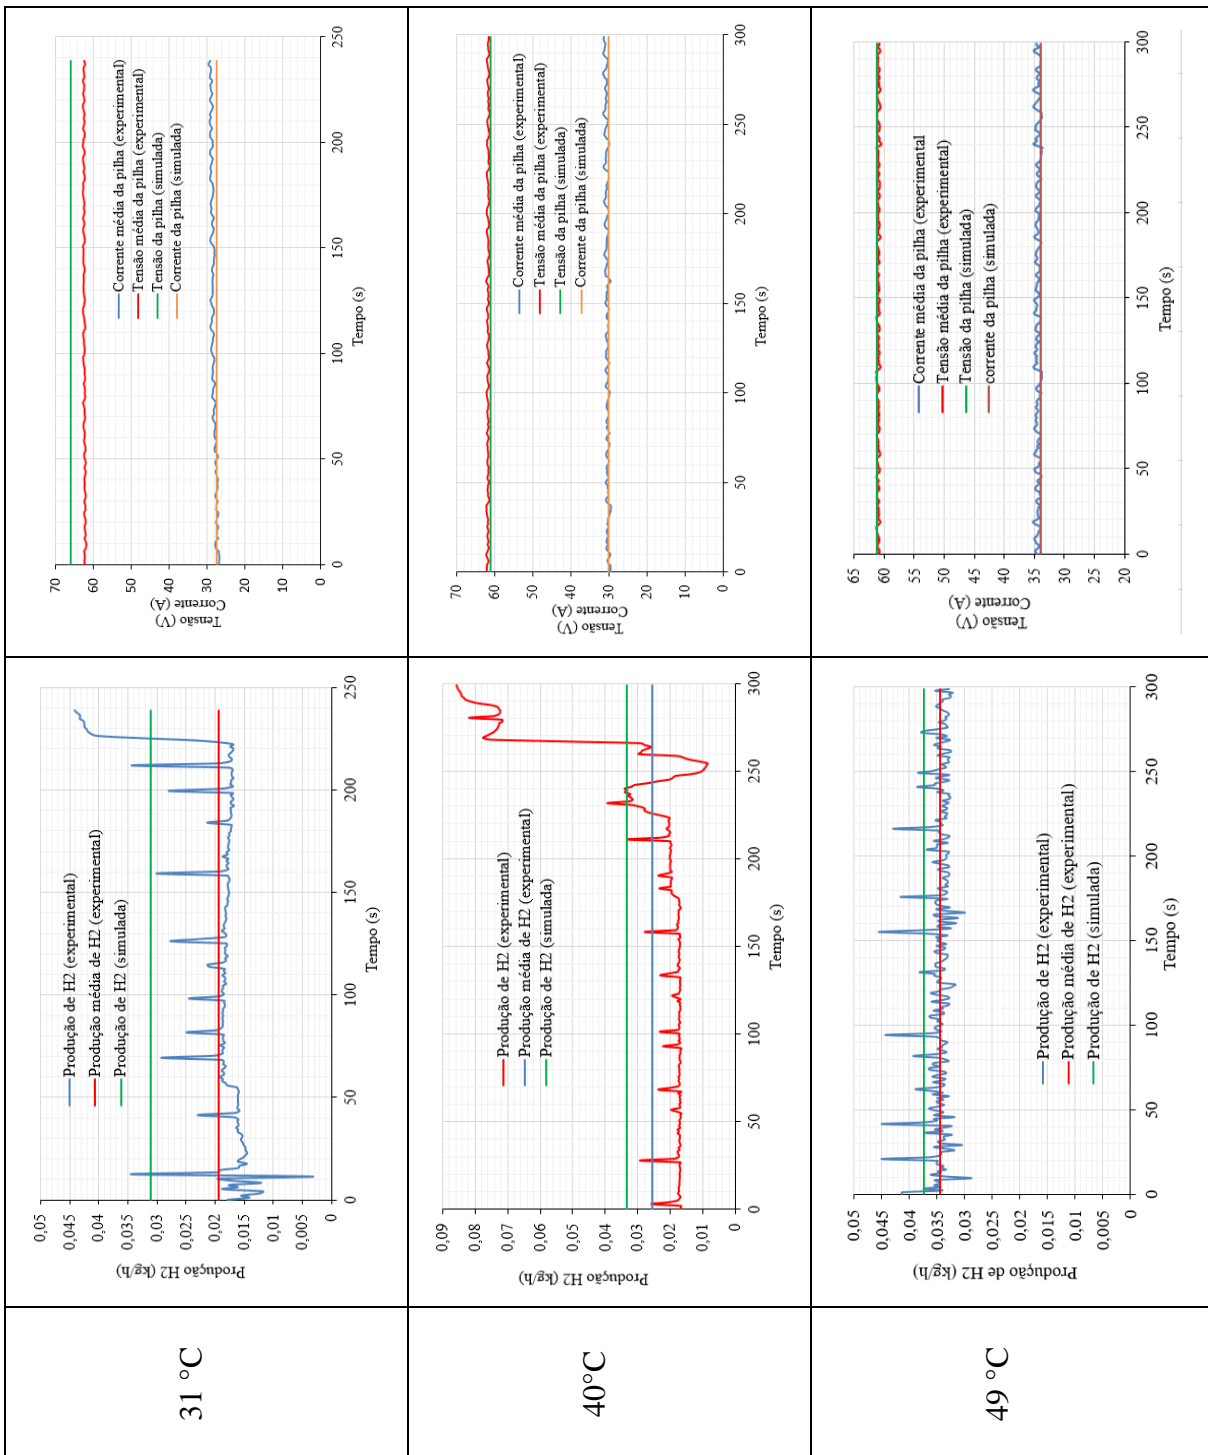 31 °C
Produção H2 (kg/h)
0,05
0,045
0,04
0,035
0,03
0,025
0,02
0,015
0,01
0,005
0
0
50
100
150
200
250
Tempo (s)
Produção de H2 (experimental)
Produção média de H2 (experimental)
Produção de H2 (simulada)
Tensão (V)
Corrente (A)
70
60
50
40
30
20
10
0
0
50
100
150
200
250
Tempo (s)
Corrente média da pilha (experimental)
Tensão média da pilha (experimental)
Tensão da pilha (simulada)
Corrente da pilha (simulada)
40°C
Produção H2 (kg/h)
0,09
0,08
0,07
0,06
0,05
0,04
0,03
0,02
0,01
0
0
50
100
150
200
250
300
Tempo (s)
Produção de H2 (experimental)
Produção média de H2 (experimental)
Produção de H2 (simulada)
Tensão (V)
Corrente (A)
70
60
50
40
30
20
10
0
0
50
100
150
200
250
300
Tempo (s)
Corrente média da pilha (experimental)
Tensão média da pilha (experimental)
Tensão da pilha (simulada)
Corrente da pilha (simulada)
49 °C
Produção de H2 (kg/h)
0,05
0,045
0,04
0,035
0,03
0,025
0,02
0,015
0,01
0,005
0
0
50
100
150
200
250
300
Tempo (s)
Produção de H2 (experimental)
Produção média de H2 (experimental)
Produção de H2 (simulada)
Tensão (V)
Corrente (A)
65
60
55
50
45
40
35
30
25
20
0
50
100
150
200
250
300
Tempo (s)
Corrente média da pilha (experimental
Tensão média da pilha (experimental)
Tensão da pilha (simulada)
corrente da pilha (simulada)